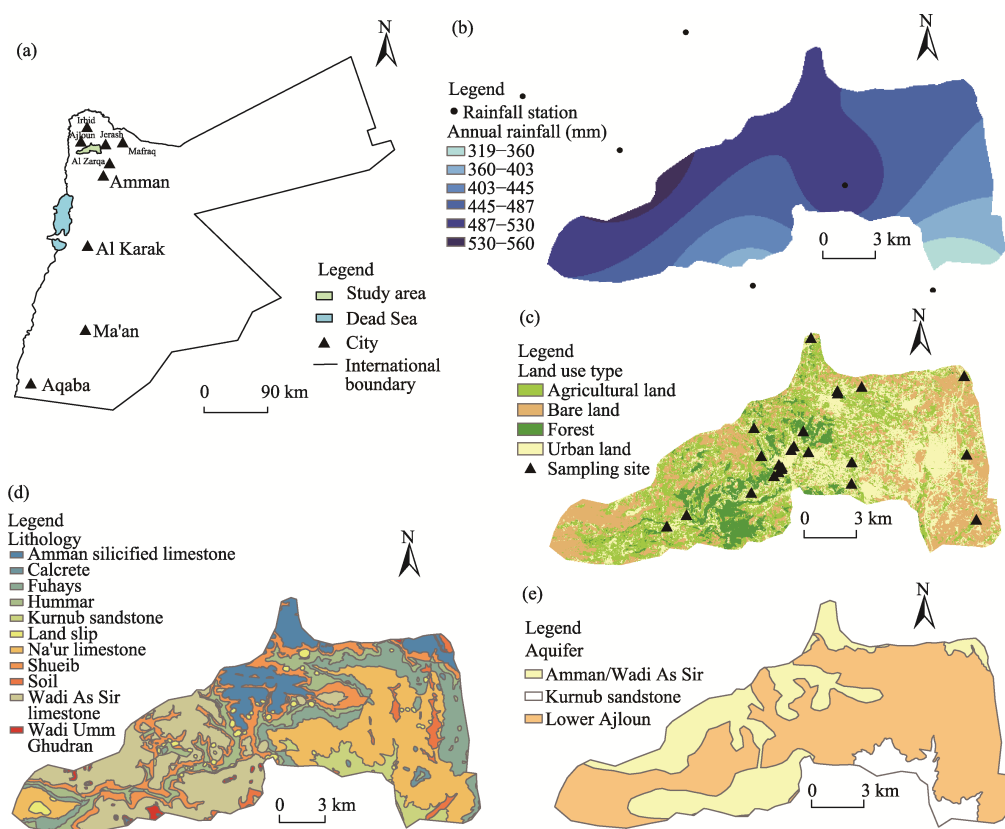 (a)
N
Irbid
Ajloun
Jerash
Mafraq
Al Zarqa
Amman
Al Karak
Ma'an
Aqaba
Legend
Study area
Dead Sea
City
International
boundary
0 90 km
(b)
N
Legend
Rainfall station
Annual rainfall (mm)
319−360
360−403
403−445
445−487
487−530
530−560
0 3 km
(c)
N
Legend
Land use type
Agricultural land
Bare land
Forest
Urban land
Sampling site
0 3 km
(d)
N
Legend
Lithology
Amman silicified limestone
Calcrete
Fuhays
Hummar
Kurnub sandstone
Land slip
Na'ur limestone
Shueib
Soil
Wadi As Sir
limestone
Wadi Umm
Ghudran
0 3 km
(e)
N
Legend
Aquifer
Amman/Wadi As Sir
Kurnub sandstone
Lower Ajloun
0 3 km